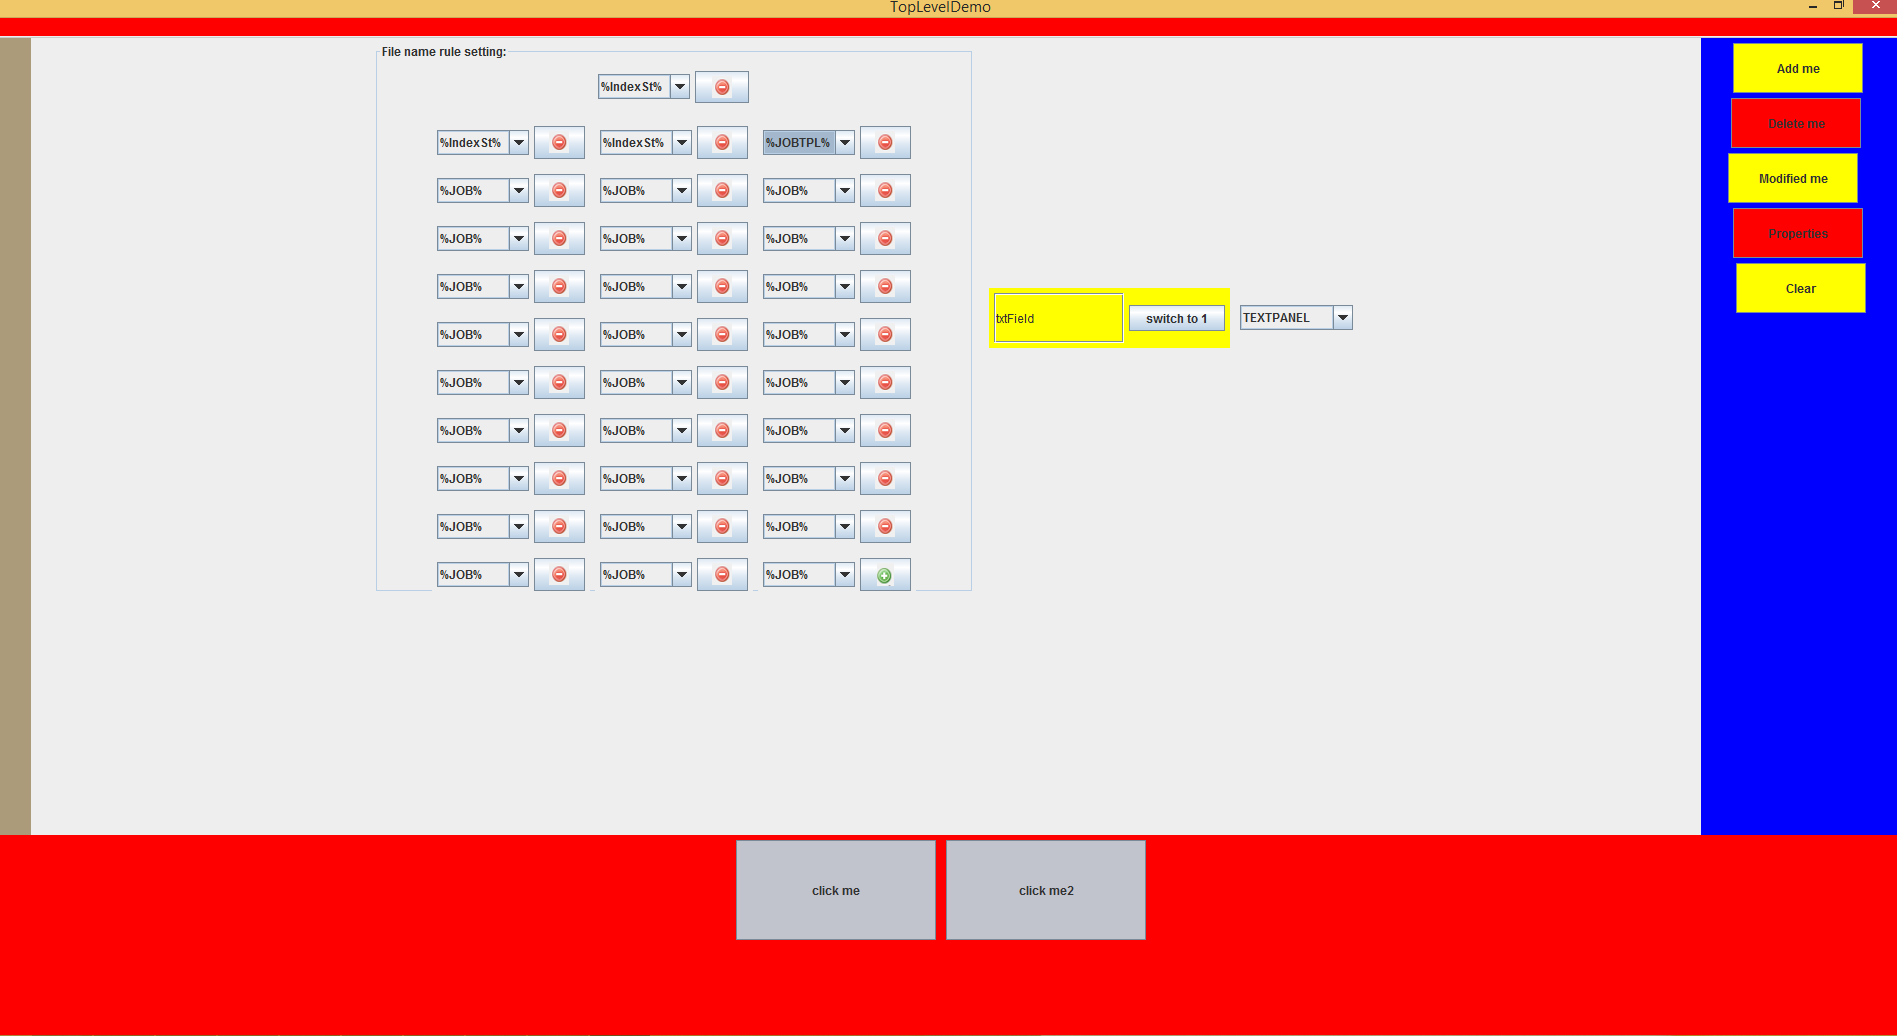 TopLevelDemo
File name rule setting:
%IndexSt%
%IndexSt% %IndexSt% %JOBTPL%
%JOB% %JOB% %JOB%
%JOB% %JOB% %JOB%
%JOB% %JOB% %JOB%
%JOB% %JOB% %JOB%
%JOB% %JOB% %JOB%
%JOB% %JOB% %JOB%
%JOB% %JOB% %JOB%
%JOB% %JOB% %JOB%
%JOB% %JOB% %JOB%
txtField switch to 1 TEXTPANEL
Add me
Delete me
Modified me
Properties
Clear
click me click me2